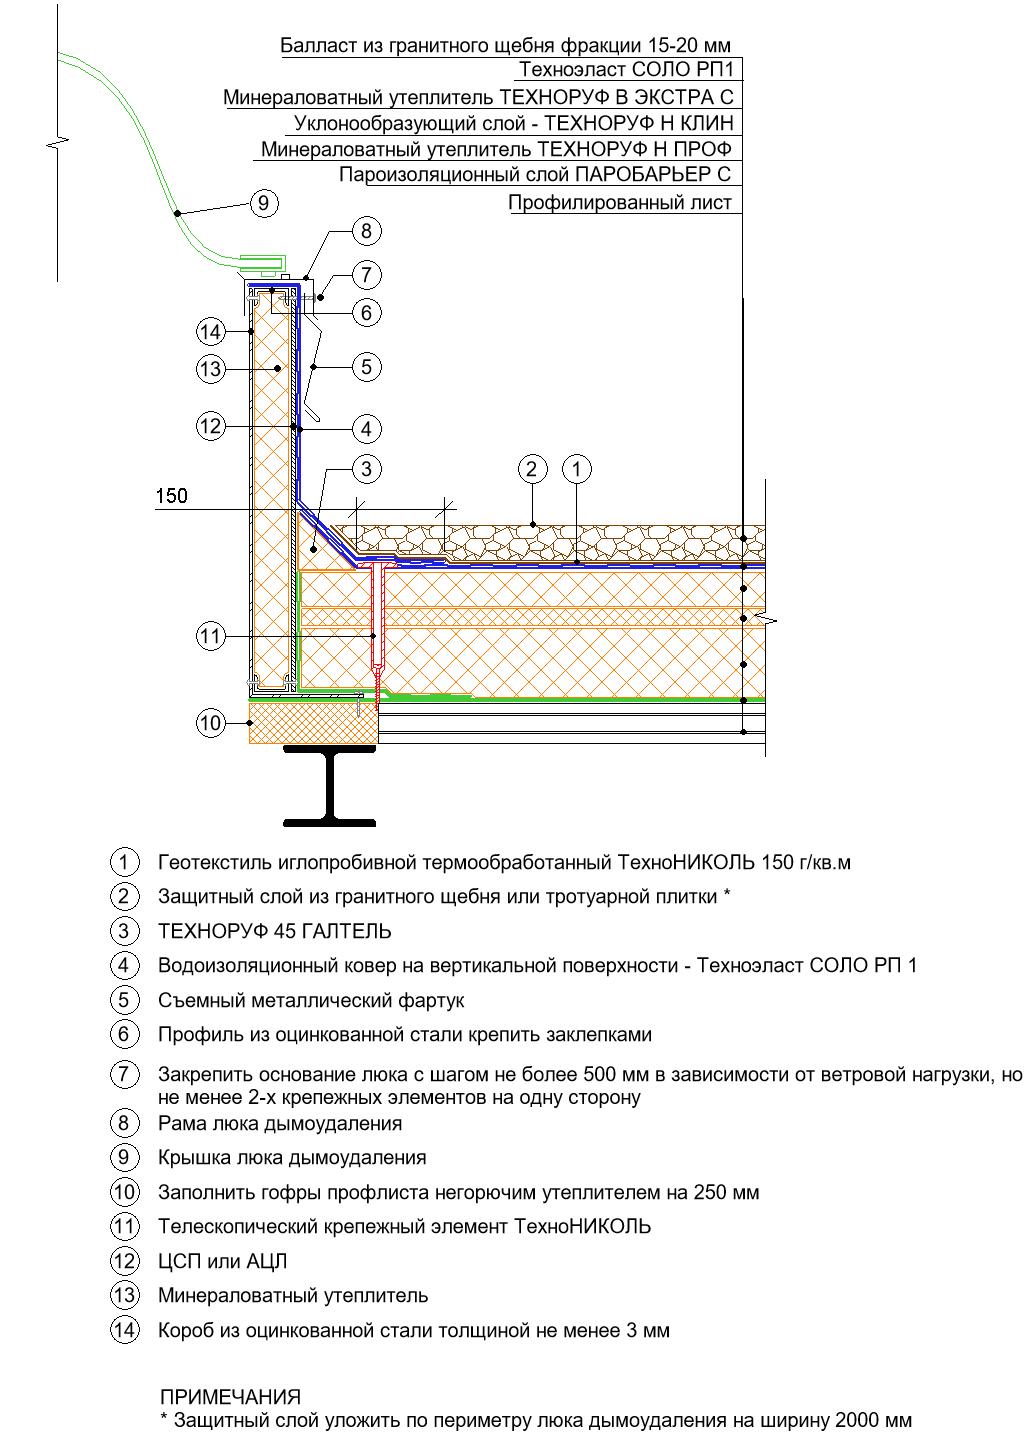 Балласт из гранитного щебня фракции 15-20 мм
Техноэласт СОЛО РП1
Минераловатный утеплитель ТЕХНОРУФ В ЭКСТРА С
Уклонообразующий слой - ТЕХНОРУФ Н КЛИН
Минераловатный утеплитель ТЕХНОРУФ Н ПРОФ
Пароизоляционный слой ПАРОБАРЬЕР С
Профилированный лист
9
8
7
6
14
13
5
12
4
3
2
1
150
11
10
1 Геотекстиль иглопробивной термообработанный ТехноНИКОЛЬ 150 г/кв.м
2 Защитный слой из гранитного щебня или тротуарной плитки *
3 ТЕХНОРУФ 45 ГАЛТЕЛЬ
4 Водоизоляционный ковер на вертикальной поверхности - Техноэласт СОЛО РП 1
5 Съемный металлический фартук
6 Профиль из оцинкованной стали крепить заклепками
7 Закрепить основание люка с шагом не более 500 мм в зависимости от ветровой нагрузки, но
не менее 2-х крепежных элементов на одну сторону
8 Рама люка дымоудаления
9 Крышка люка дымоудаления
10 Заполнить гофры профлиста негорючим утеплителем на 250 мм
11 Телескопический крепежный элемент ТехноНИКОЛЬ
12 ЦСП или АЦЛ
13 Минераловатный утеплитель
14 Короб из оцинкованной стали толщиной не менее 3 мм
ПРИМЕЧАНИЯ
* Защитный слой уложить по периметру люка дымоудаления на ширину 2000 мм